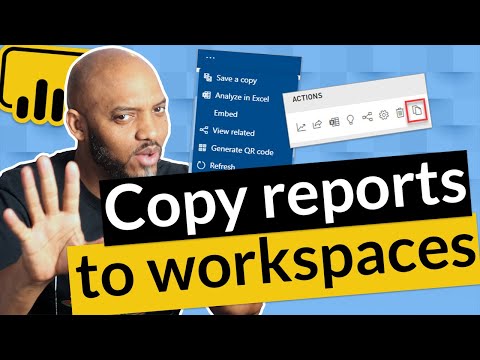 ...
Save a copy
Analyze in Excel
Embed
View related
Generate QR code
Refresh
ACTIONS
Copy reports
to workspaces